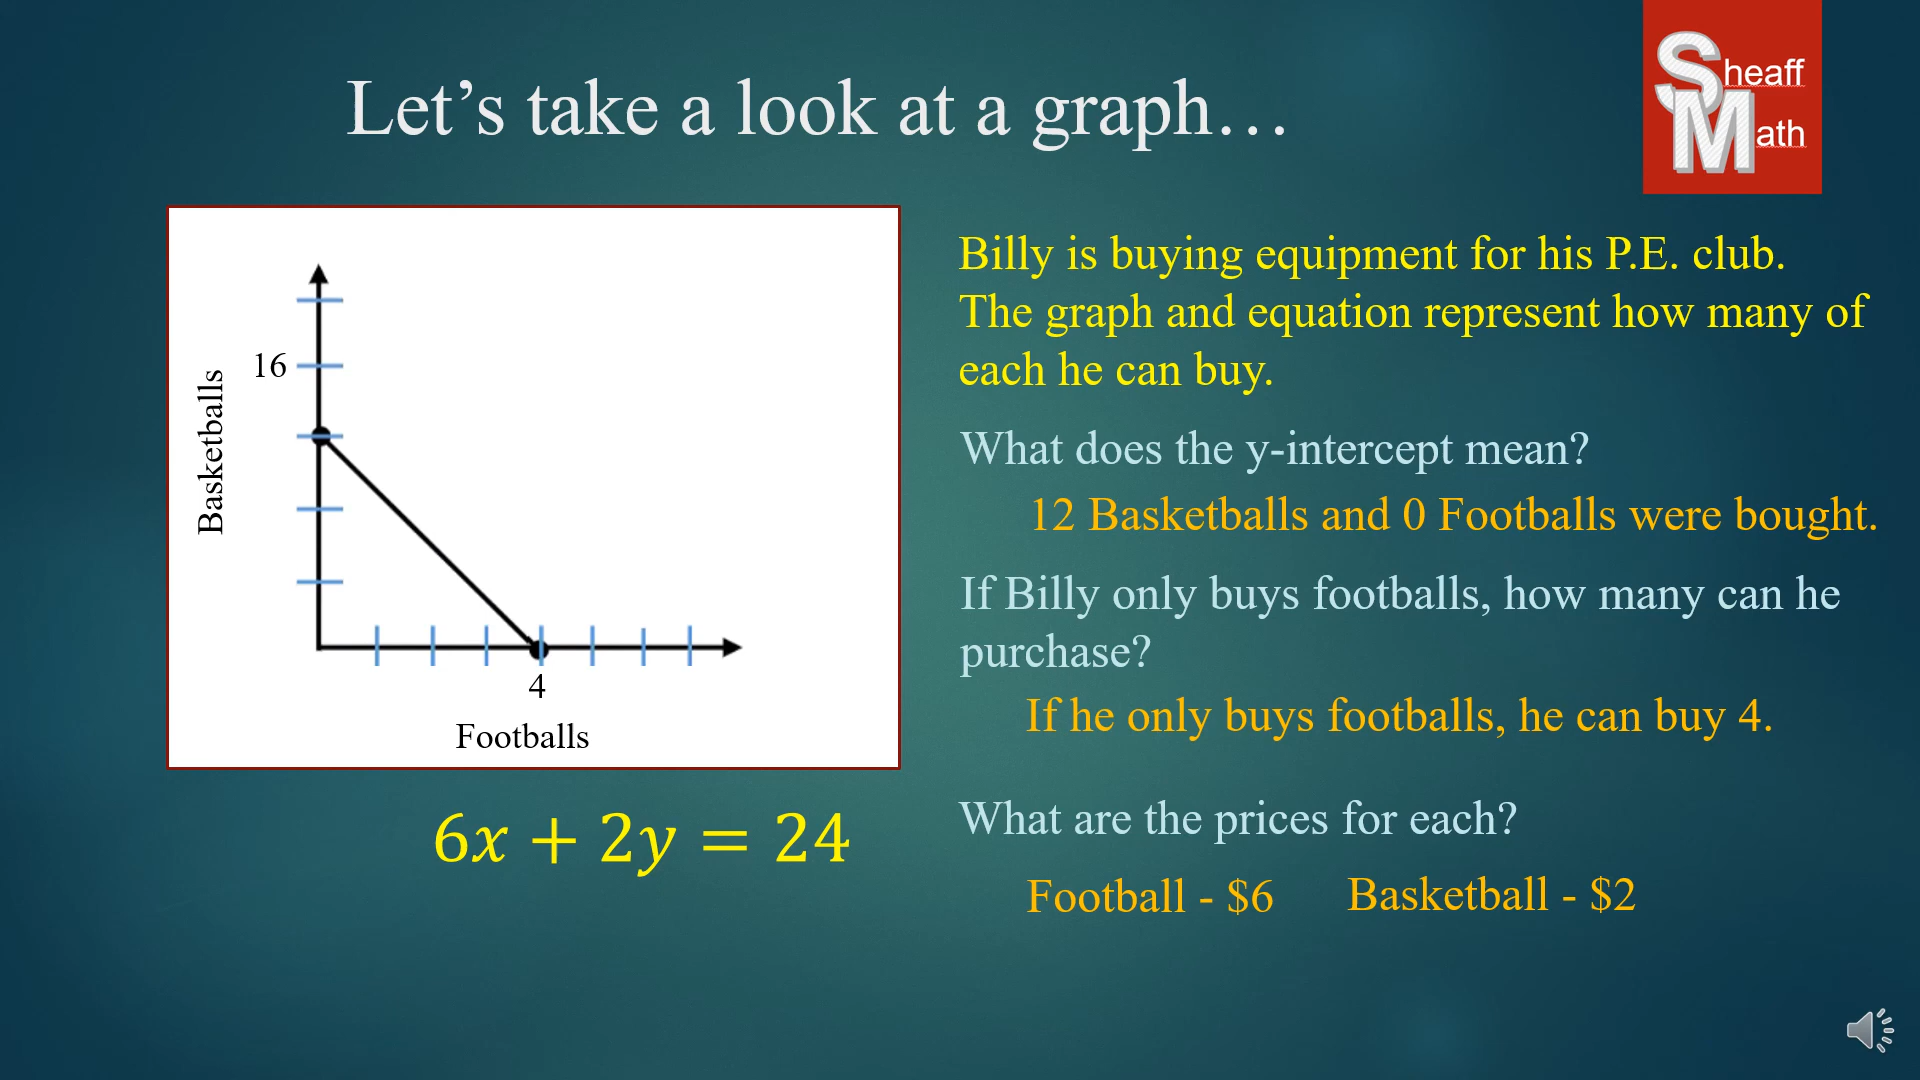 Let’s take a look at a graph…
Sheaff
Math
Basketballs
16
4
Footballs
6x + 2y = 24
Billy is buying equipment for his P.E. club.
The graph and equation represent how many of
each he can buy.
What does the y-intercept mean?
12 Basketballs and 0 Footballs were bought.
If Billy only buys footballs, how many can he
purchase?
If he only buys footballs, he can buy 4.
What are the prices for each?
Football - $6 Basketball - $2